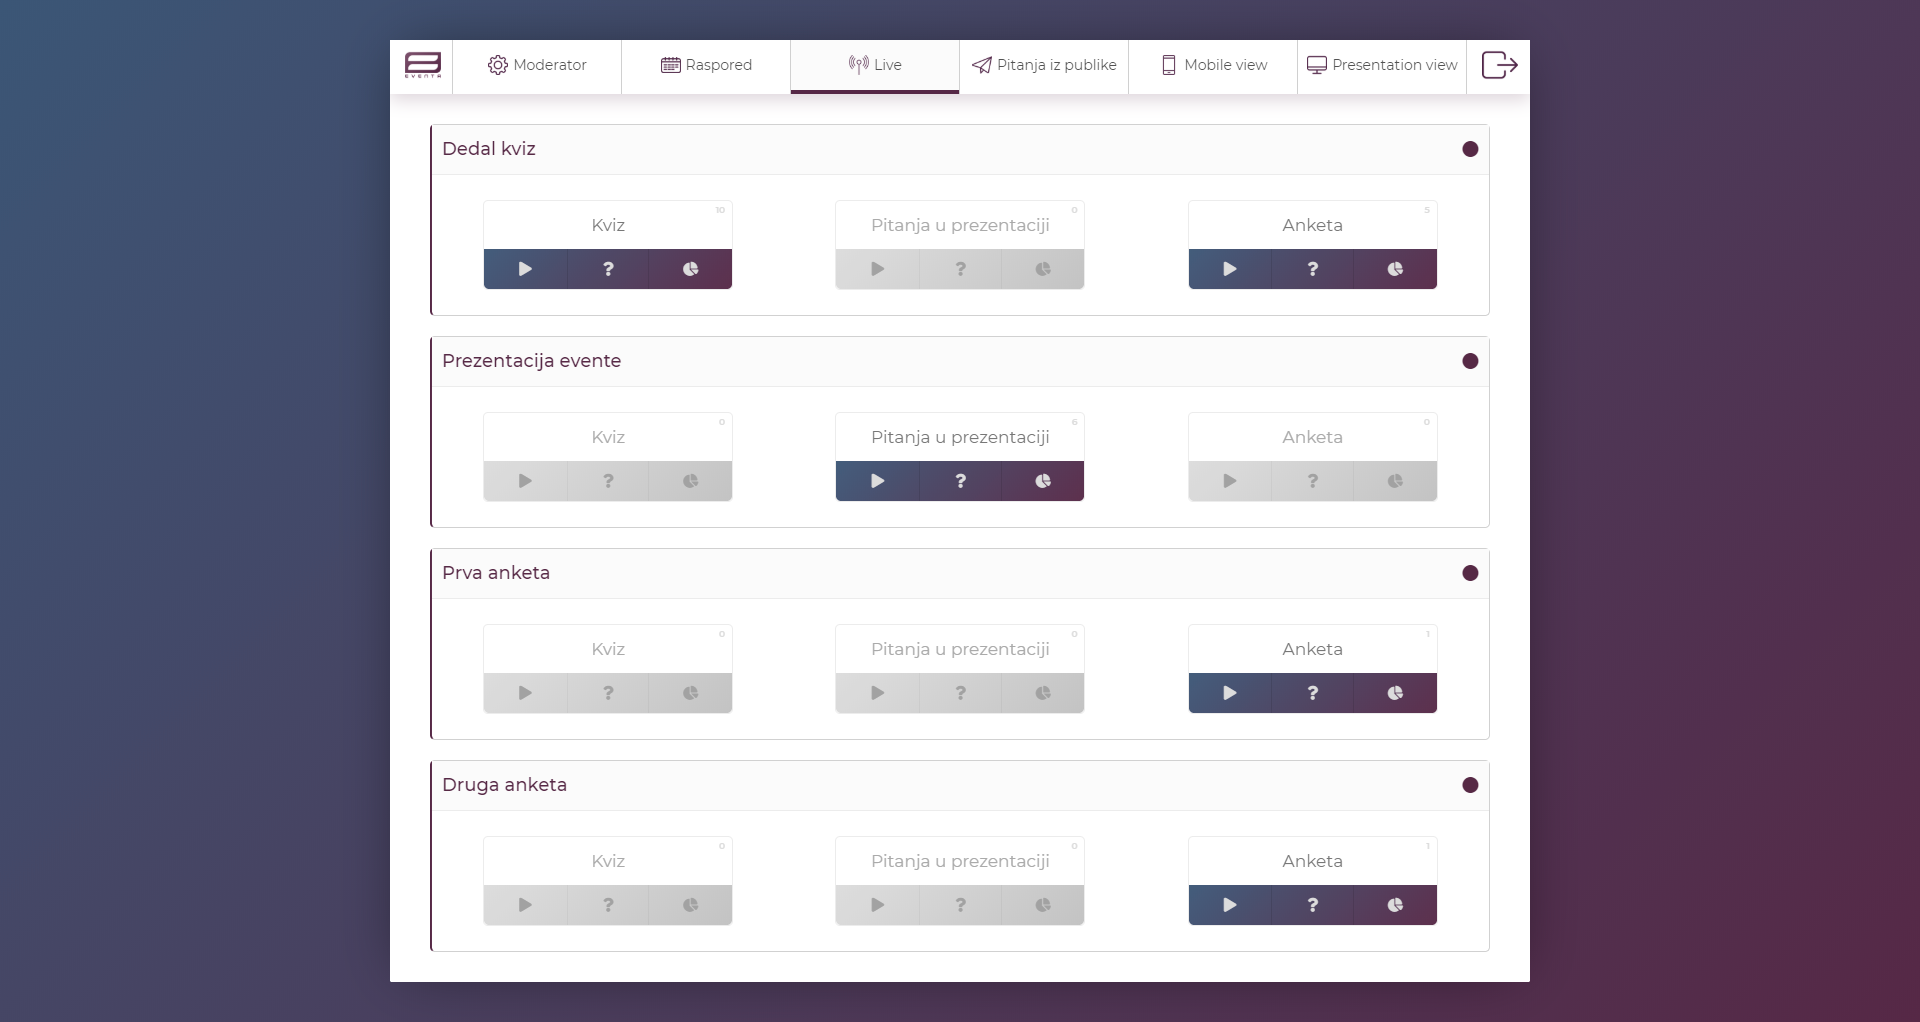 EVENTA
Moderator
Raspored
Live
Pitanja iz publike
Mobile view
Presentation view
Dedal kviz
10
Kviz
?
0
Pitanja u prezentaciji
?
5
Anketa
?
Prezentacija evente
0
Kviz
?
6
Pitanja u prezentaciji
?
0
Anketa
?
Prva anketa
0
Kviz
?
0
Pitanja u prezentaciji
?
1
Anketa
?
Druga anketa
0
Kviz
?
0
Pitanja u prezentaciji
?
1
Anketa
?